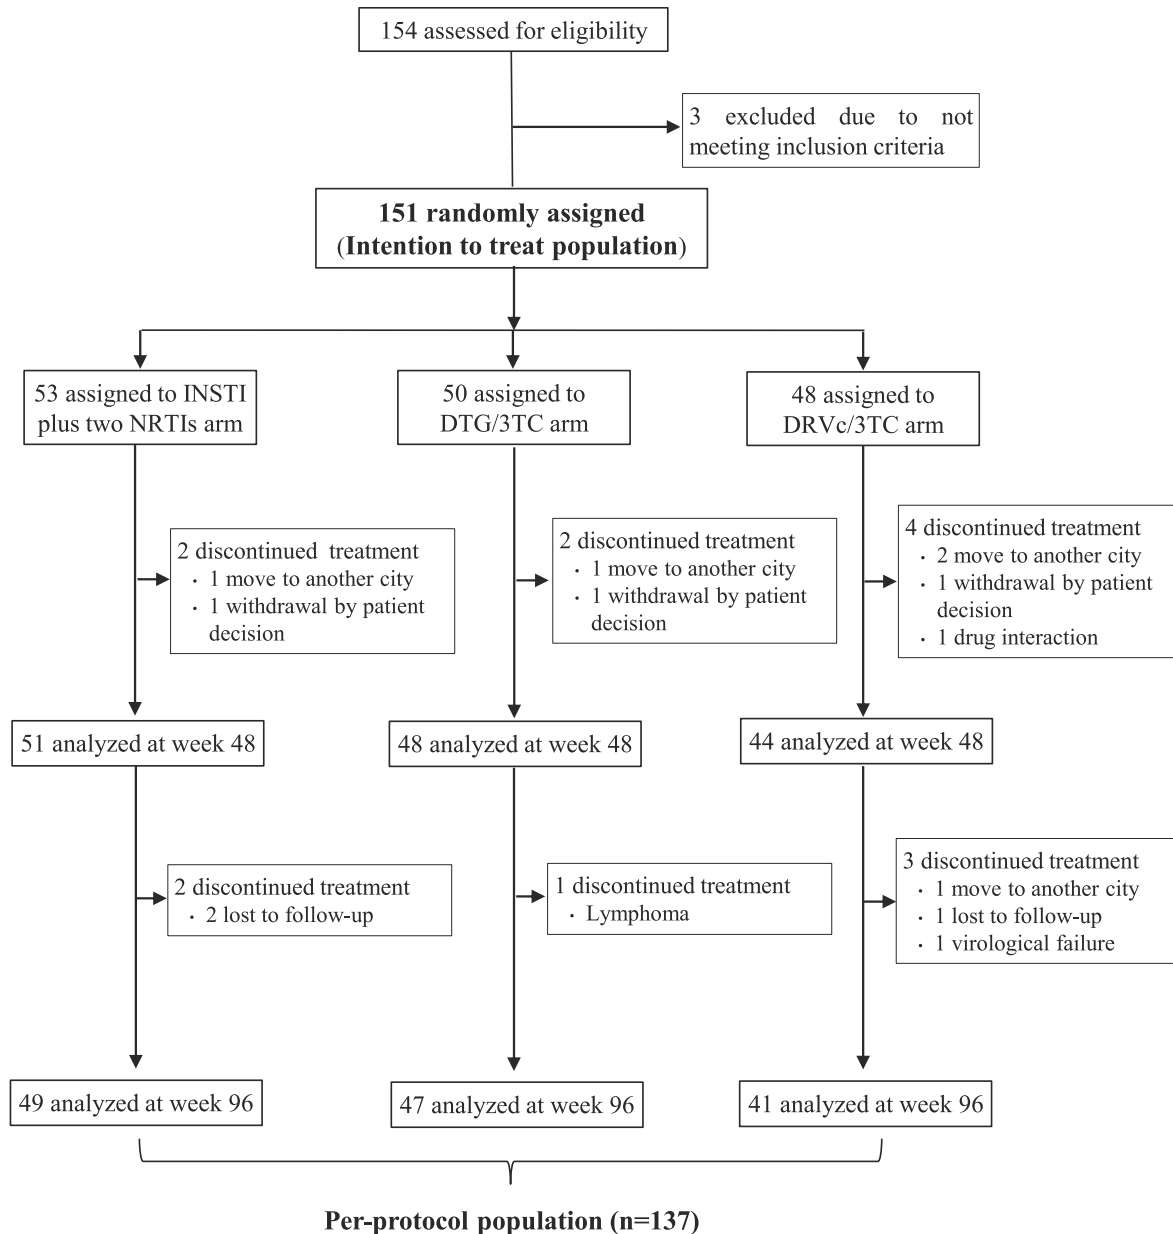 154 assessed for eligibility
3 excluded due to not
meeting inclusion criteria
151 randomly assigned
(Intention to treat population)
53 assigned to INSTI
plus two NRTIs arm
50 assigned to
DTG/3TC arm
48 assigned to
DRVc/3TC arm
2 discontinued treatment
· 1 move to another city
· 1 withdrawal by patient
decision
2 discontinued treatment
· 1 move to another city
· 1 withdrawal by patient
decision
4 discontinued treatment
· 2 move to another city
· 1 withdrawal by patient
decision
· 1 drug interaction
51 analyzed at week 48
48 analyzed at week 48
44 analyzed at week 48
2 discontinued treatment
· 2 lost to follow-up
1 discontinued treatment
· Lymphoma
3 discontinued treatment
· 1 move to another city
· 1 lost to follow-up
· 1 virological failure
49 analyzed at week 96
47 analyzed at week 96
41 analyzed at week 96
Per-protocol population (n=137)